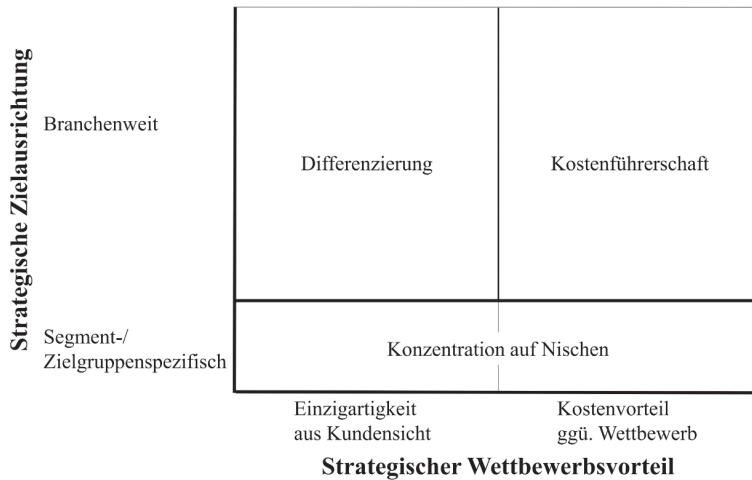 Strategische Zielausrichtung
Branchenweit
Differenzierung
Kostenführerschaft
Segment-/
Zielgruppenspezifisch
Konzentration auf Nischen
Einzigartigkeit
aus Kundensicht
Kostenvorteil
ggü. Wettbewerb
Strategischer Wettbewerbsvorteil